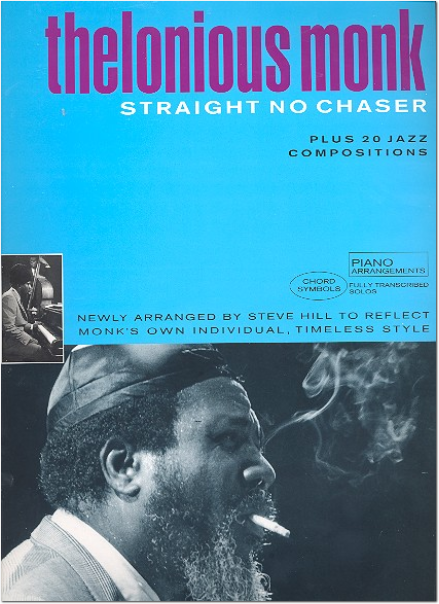 thelonious monk
STRAIGHT NO CHASER
PLUS 20 JAZZ
COMPOSITIONS
PIANO
ARRANGEMENTS
CHORD
SYMBOLS
FULLY TRANSCRIBED
SOLOS
NEWLY ARRANGED BY STEVE HILL TO REFLECT
MONK'S OWN INDIVIDUAL, TIMELESS STYLE